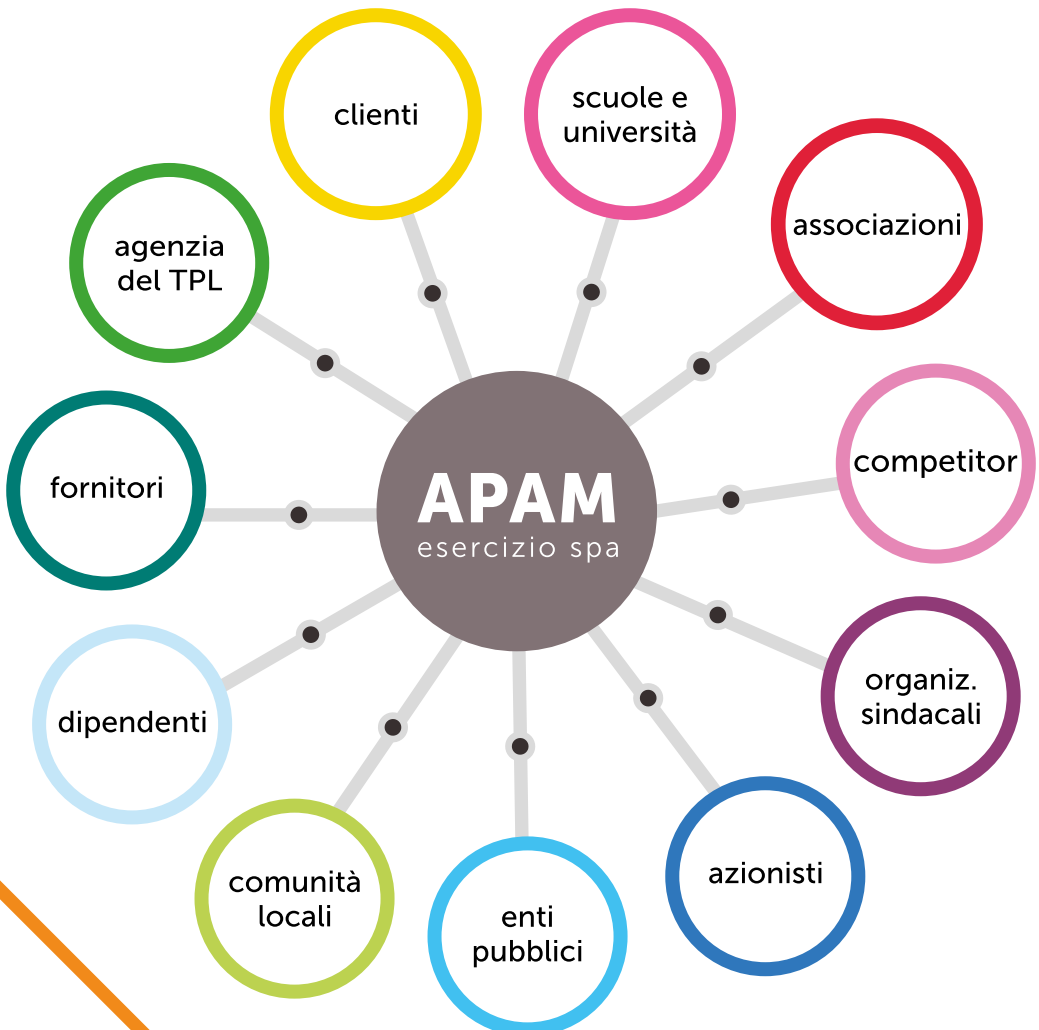 clienti
scuole e
università
associazioni
agenzia
del TPL
competitor
fornitori
APAM
esercizio spa
organiz.
sindacali
dipendenti
azionisti
comunità
locali
enti
pubblici